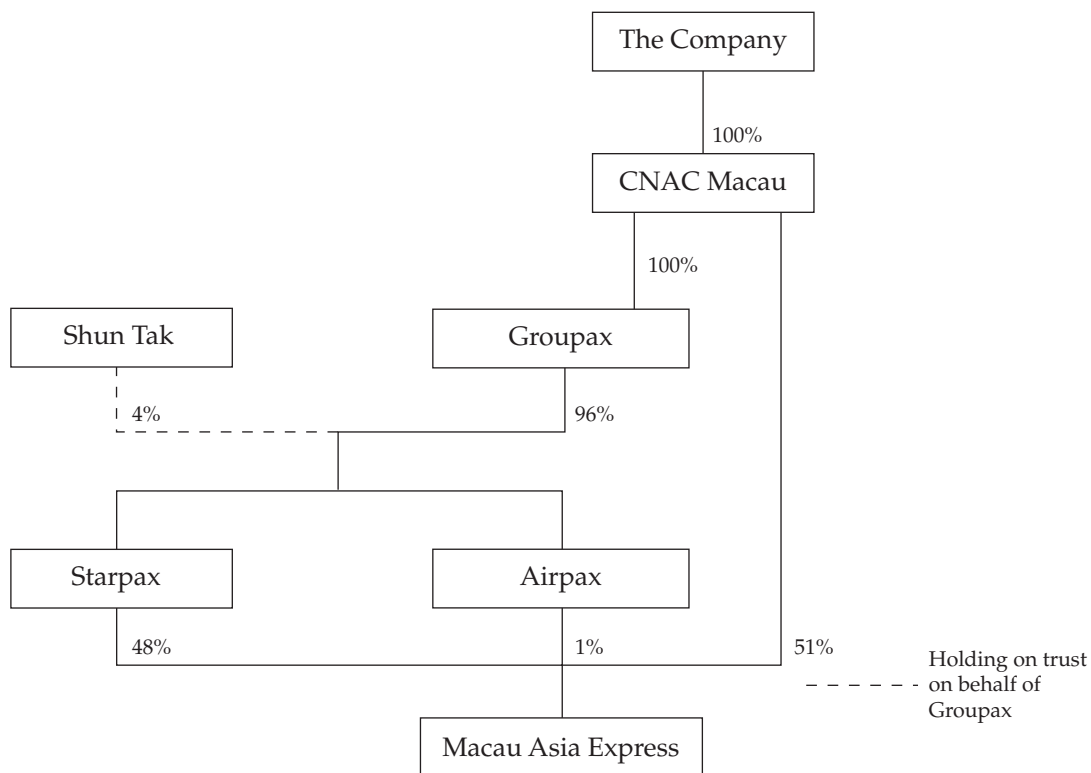 The Company
100%
CNAC Macau
100%
Shun Tak
Groupax
4%
96%
Starpax
Airpax
48%
1%
51%
Holding on trust
on behalf of
Groupax
Macau Asia Express